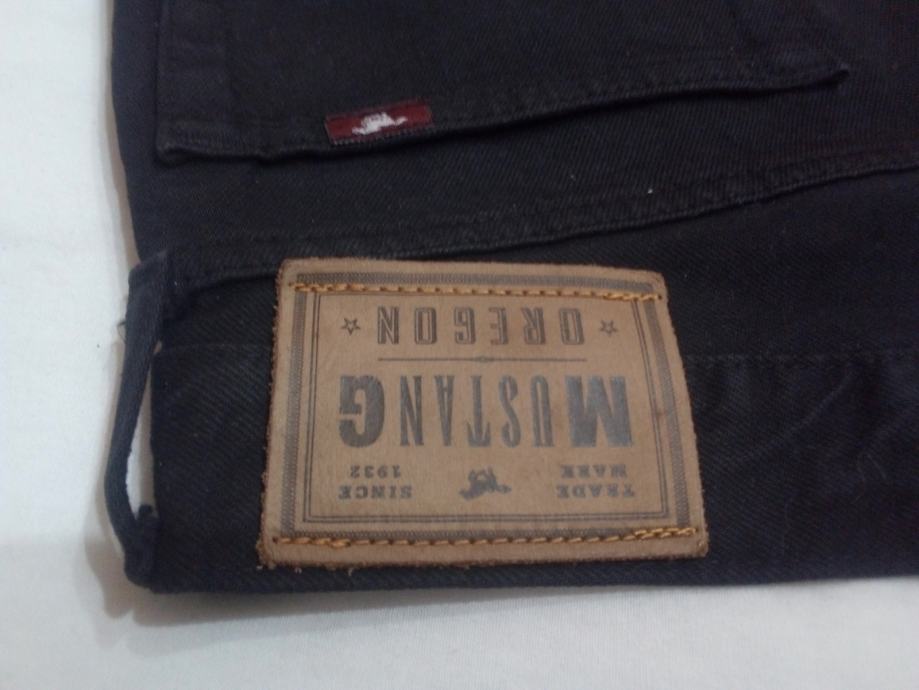 TRADE MARK
SINCE 1932
MUSTANG
OREGON